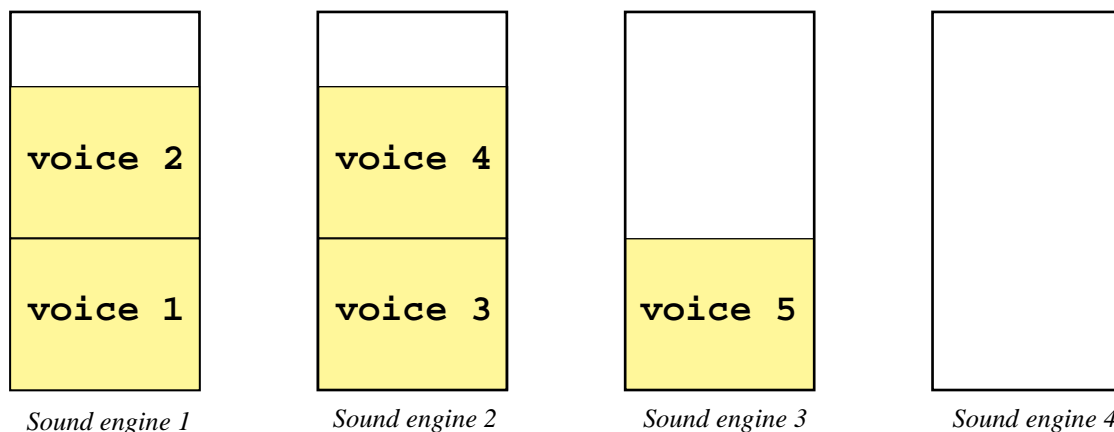 voice 2
voice 4
voice 1
voice 3
voice 5
Sound engine 1
Sound engine 2
Sound engine 3
Sound engine 4